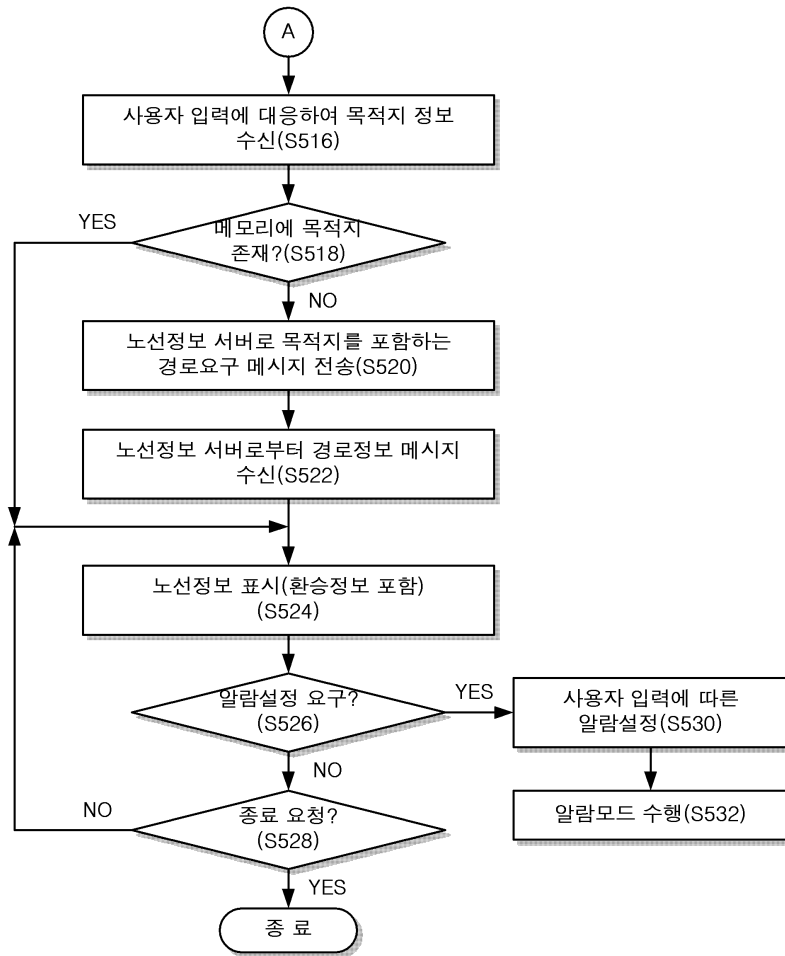 A
사용자 입력에 대응하여 목적지 정보
수신(S516)
YES
메모리에 목적지
존재?(S518)
NO
노선정보 서버로 목적지를 포함하는
경로요구 메시지 전송(S520)
노선정보 서버로부터 경로정보 메시지
수신(S522)
노선정보 표시(환승정보 포함)
(S524)
알람설정 요구?
(S526)
YES
사용자 입력에 따른
알람설정(S530)
NO
NO
종료 요청?
(S528)
알람모드 수행(S532)
YES
종 료